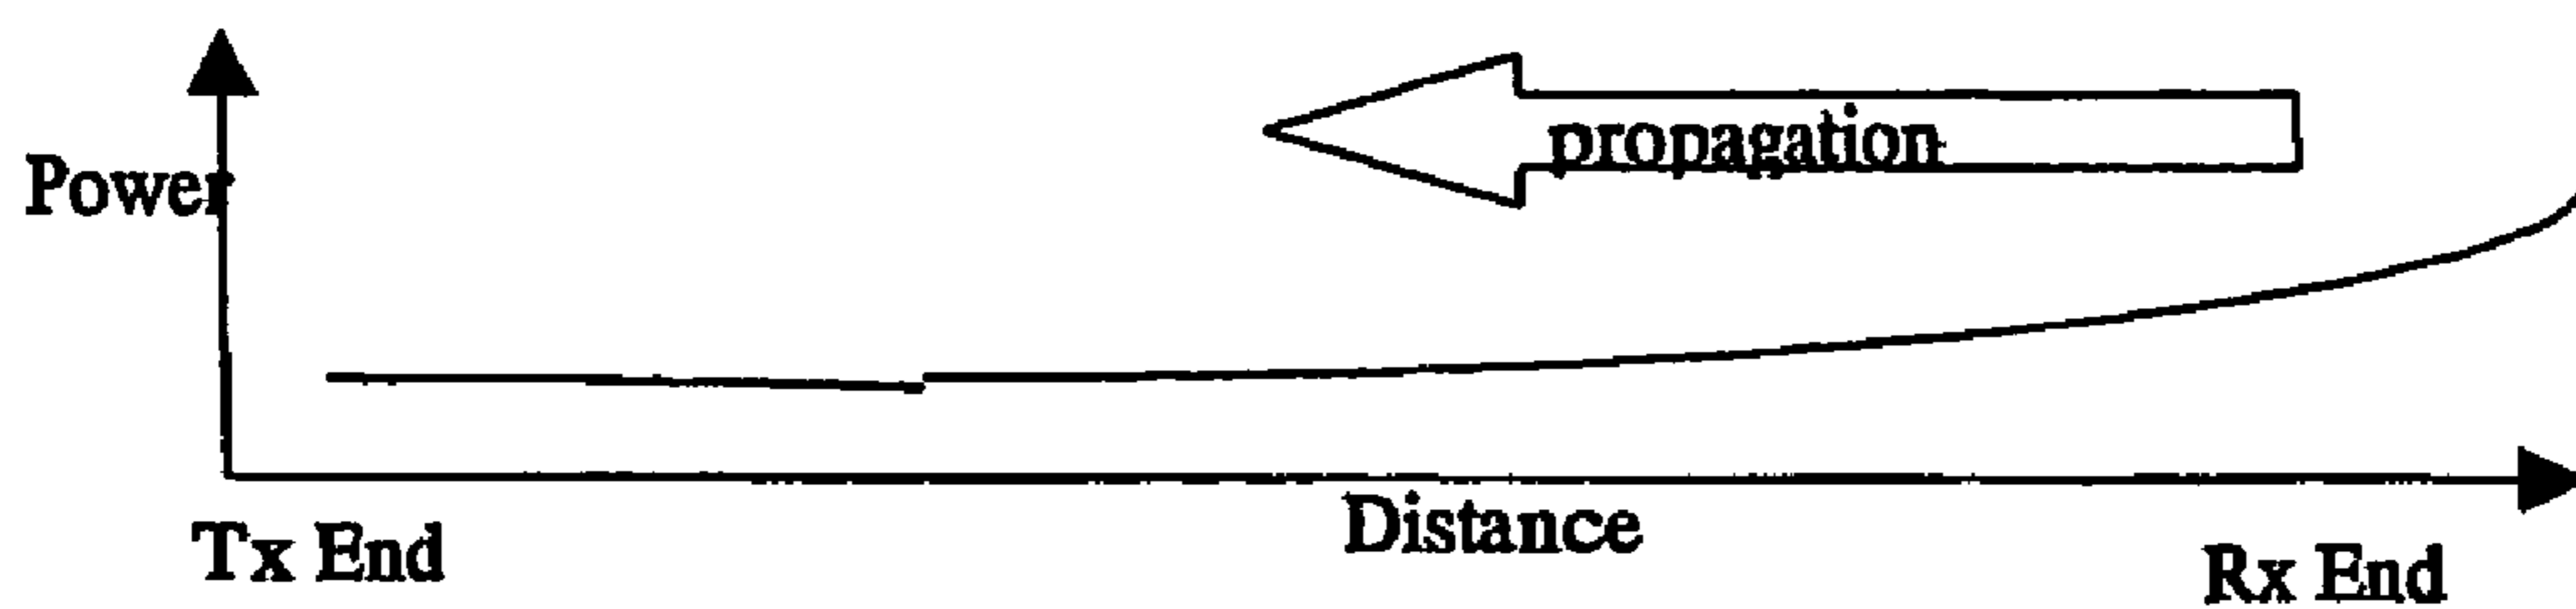 propagation
Power
Distance
Tx End
Rx End